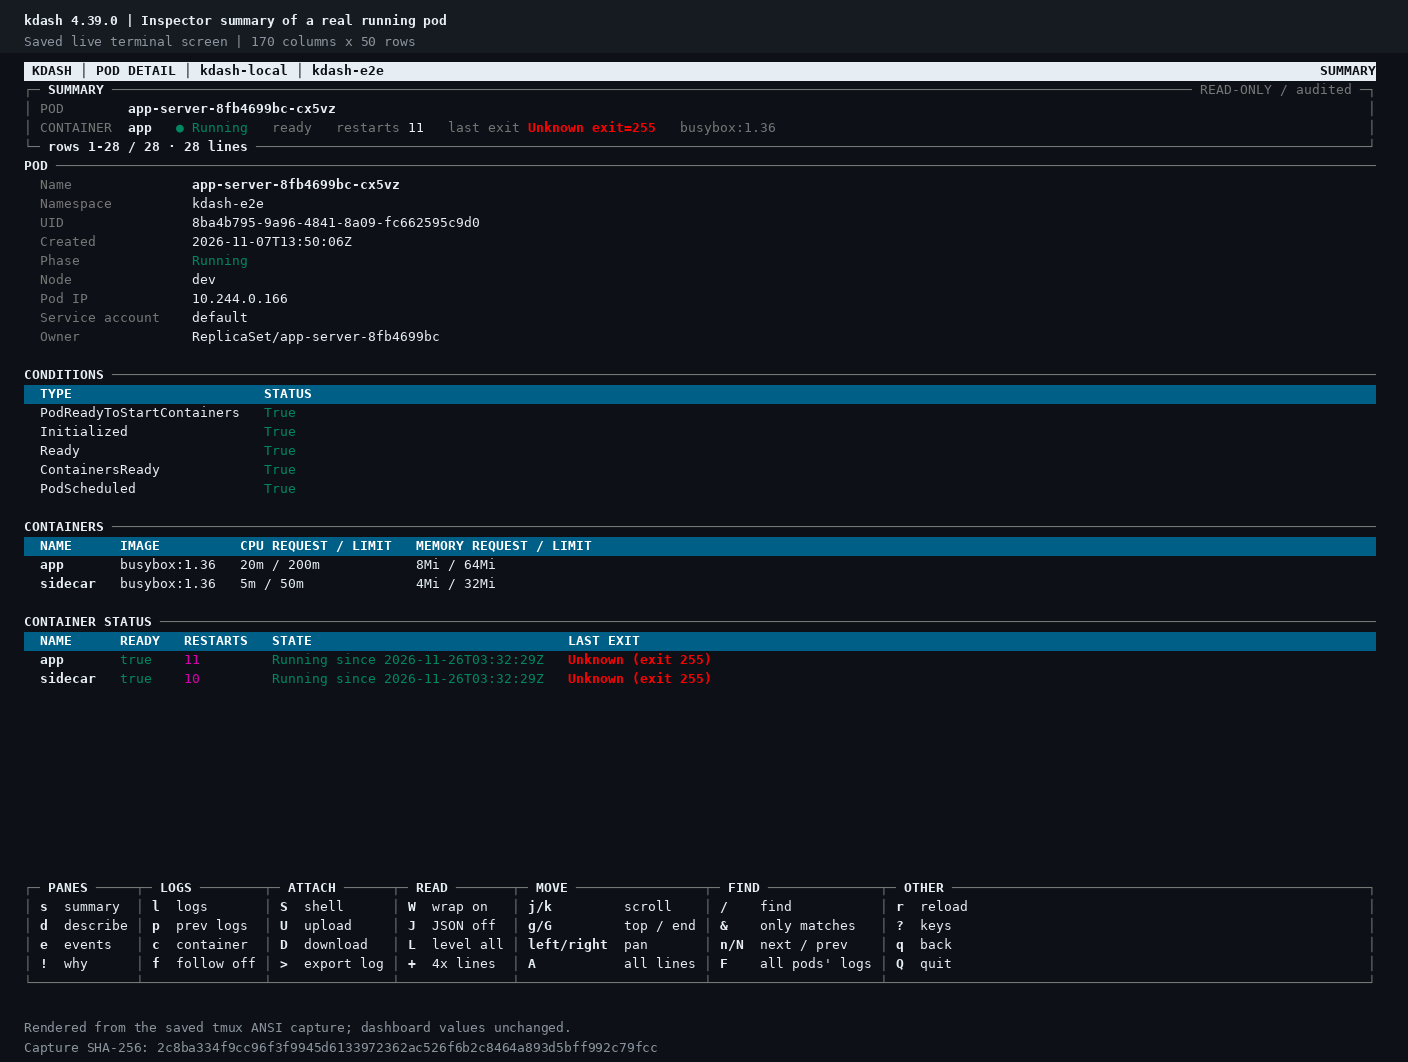 kdash 4.39.0 | Inspector summary of a real running pod
Saved live terminal screen | 170 columns x 50 rows
KDASH │ POD DETAIL │ kdash-local │ kdash-e2e SUMMARY
SUMMARY READ-ONLY / audited
POD app-server-8fb4699bc-cx5vz
CONTAINER app ● Running ready restarts 11 last exit Unknown exit=255 busybox:1.36
rows 1-28 / 28 · 28 lines
POD
Name app-server-8fb4699bc-cx5vz
Namespace kdash-e2e
UID 8ba4b795-9a96-4841-8a09-fc662595c9d0
Created 2026-11-07T13:50:06Z
Phase Running
Node dev
Pod IP 10.244.0.166
Service account default
Owner ReplicaSet/app-server-8fb4699bc
CONDITIONS
TYPE STATUS
PodReadyToStartContainers True
Initialized True
Ready True
ContainersReady True
PodScheduled True
CONTAINERS
NAME IMAGE CPU REQUEST / LIMIT MEMORY REQUEST / LIMIT
app busybox:1.36 20m / 200m 8Mi / 64Mi
sidecar busybox:1.36 5m / 50m 4Mi / 32Mi
CONTAINER STATUS
NAME READY RESTARTS STATE LAST EXIT
app true 11 Running since 2026-11-26T03:32:29Z Unknown (exit 255)
sidecar true 10 Running since 2026-11-26T03:32:29Z Unknown (exit 255)
PANES LOGS ATTACH READ MOVE FIND OTHER
s summary │ l logs │ S shell │ W wrap on │ j/k scroll │ / find │ r reload
d describe │ p prev logs │ U upload │ J JSON off │ g/G top / end │ & only matches │ ? keys
e events │ c container │ D download │ L level all │ left/right pan │ n/N next / prev │ q back
! why │ f follow off │ > export log │ + 4x lines │ A all lines │ F all pods' logs │ Q quit
Rendered from the saved tmux ANSI capture; dashboard values unchanged.
Capture SHA-256: 2c8ba334f9cc96f3f9945d6133972362ac526f6b2c8464a893d5bff992c79fcc